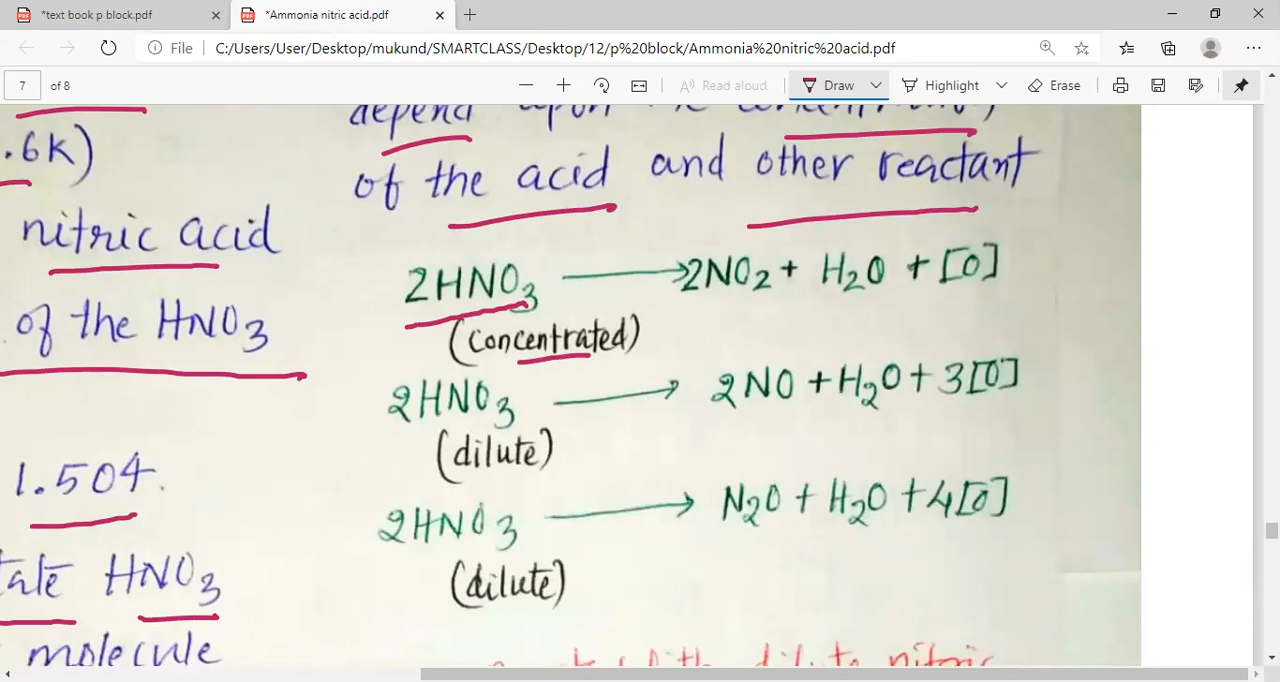 *text book p block.pdf
*Ammonia nitric acid.pdf
File
C:/Users/User/Desktop/mukund/SMARTCLASS/Desktop/12/p%20block/Ammonia%20nitric%20acid.pdf
7 of 8
Read aloud
Draw
Highlight
Erase
.6K)
nitric acid
of the HNO3
1.504.
HNO3
molecule
depend upon
of the acid and other reactant
2HNO3 → 2NO2 + H2O + [O]
(concentrated)
2HNO3 → 2NO + H2O + 3[O]
(dilute)
2HNO3 → N2O + H2O + 4[O]
(dilute)
dilute nitric